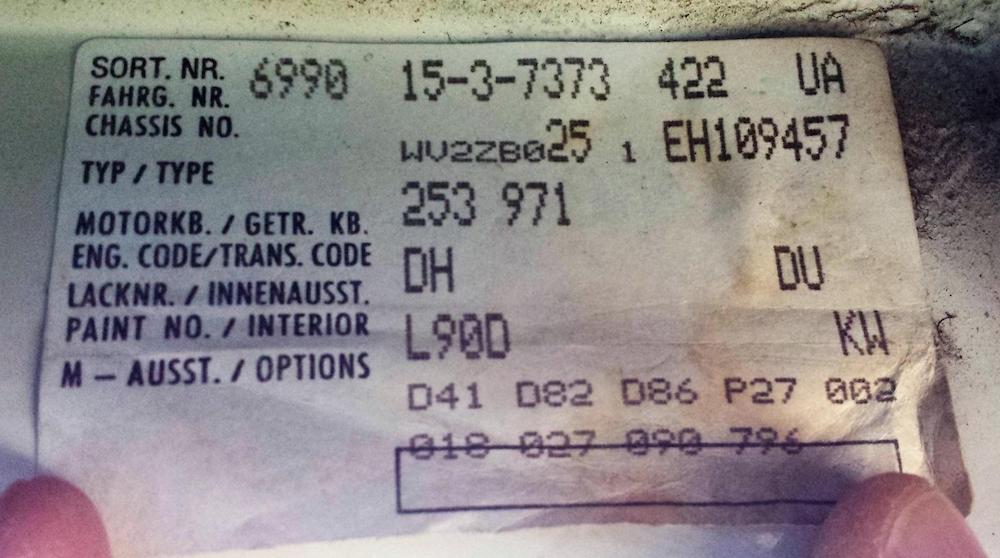 SORT. NR. 6990 15-3-7373 422 UA
FAHRG. NR.
CHASSIS NO. WV2ZB025 1 EH109457
TYP / TYPE 253 971
MOTORKB. / GETR. KB.
ENG. CODE/TRANS. CODE DH DU
LACKNR. / INNENAUSST.
PAINT NO. / INTERIOR L90D KW
M – AUSST. / OPTIONS D41 D82 D86 P27 002
018 027 090 796